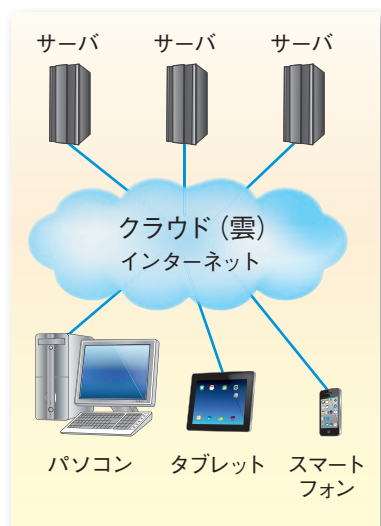 サーバ サーバ サーバ
クラウド（雲）
インターネット
パソコン タブレット スマート
フォン